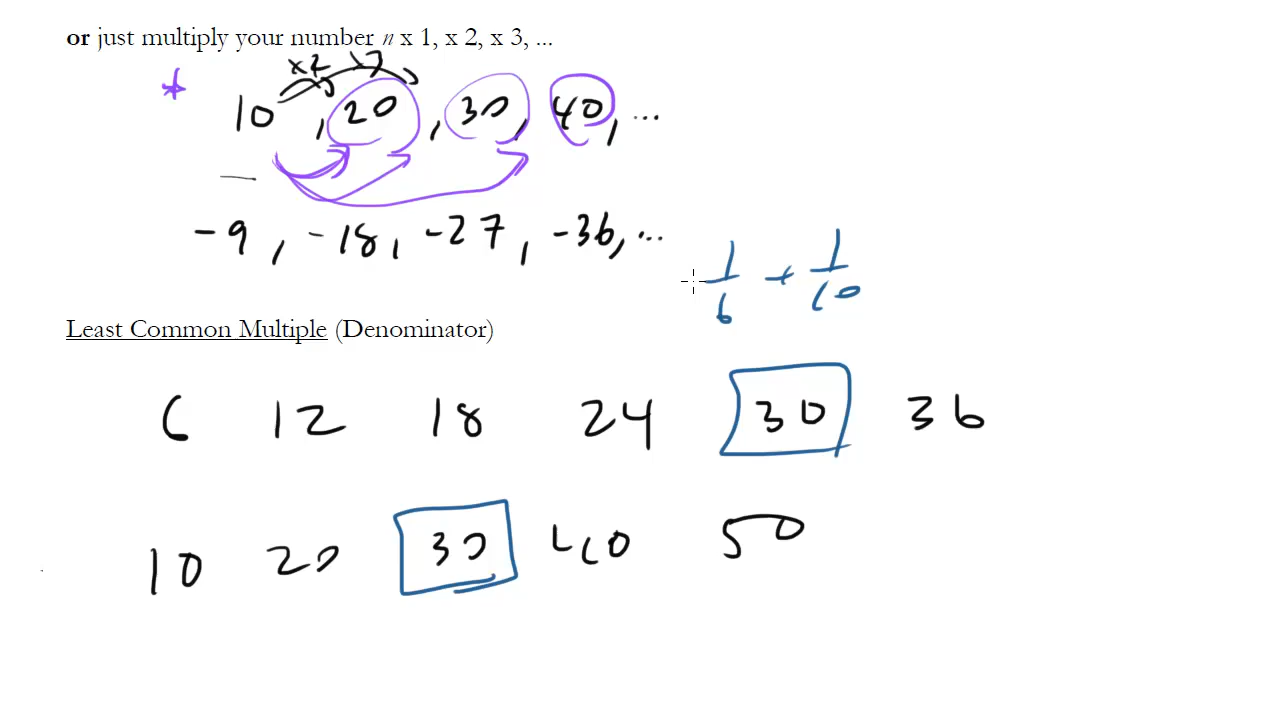 or just multiply your number n x 1, x 2, x 3, ...
x2 x3
10, 20, 30, 40, ...
-9, -18, -27, -36, ...
1/6 + 1/10
Least Common Multiple (Denominator)
6 12 18 24 30 36
10 20 30 40 50